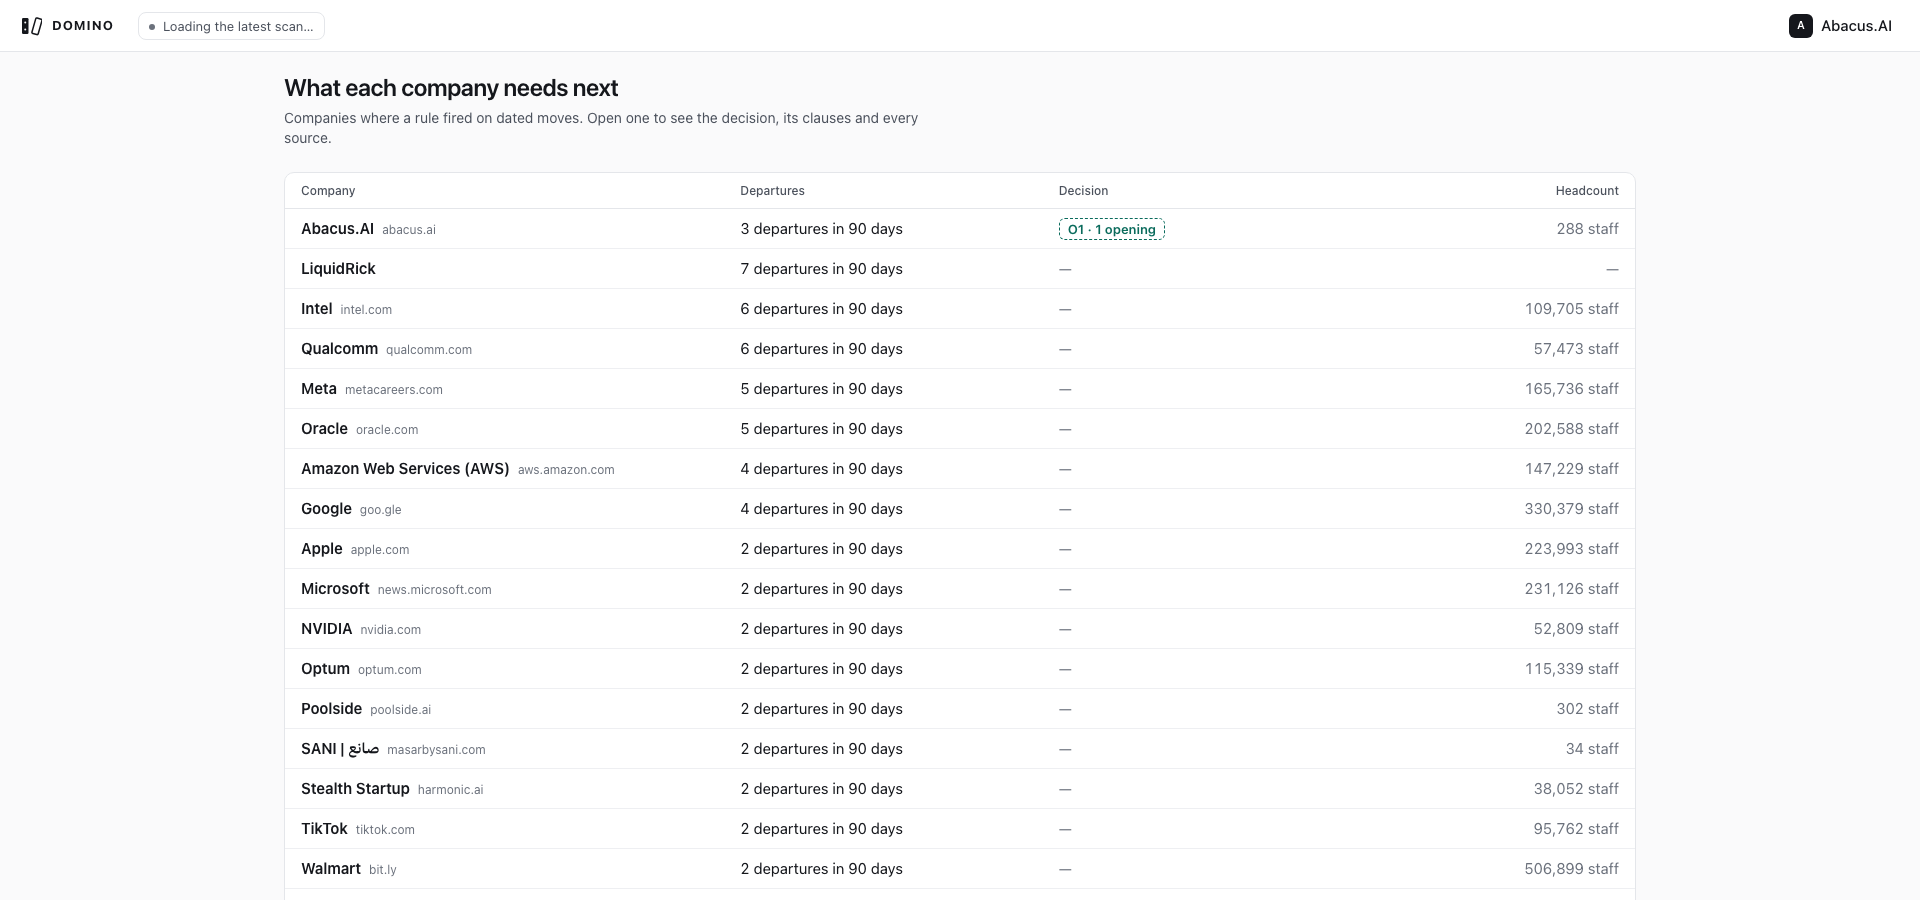 DOMINO
Loading the latest scan...
A
Abacus.AI
What each company needs next
Companies where a rule fired on dated moves. Open one to see the decision, its clauses and every
source.
Company Departures Decision Headcount
Abacus.AI abacus.ai 3 departures in 90 days O1 · 1 opening 288 staff
LiquidRick 7 departures in 90 days — —
Intel intel.com 6 departures in 90 days — 109,705 staff
Qualcomm qualcomm.com 6 departures in 90 days — 57,473 staff
Meta metacareers.com 5 departures in 90 days — 165,736 staff
Oracle oracle.com 5 departures in 90 days — 202,588 staff
Amazon Web Services (AWS) aws.amazon.com 4 departures in 90 days — 147,229 staff
Google goo.gle 4 departures in 90 days — 330,379 staff
Apple apple.com 2 departures in 90 days — 223,993 staff
Microsoft news.microsoft.com 2 departures in 90 days — 231,126 staff
NVIDIA nvidia.com 2 departures in 90 days — 52,809 staff
Optum optum.com 2 departures in 90 days — 115,339 staff
Poolside poolside.ai 2 departures in 90 days — 302 staff
SANI | صانع masarbysani.com 2 departures in 90 days — 34 staff
Stealth Startup harmonic.ai 2 departures in 90 days — 38,052 staff
TikTok tiktok.com 2 departures in 90 days — 95,762 staff
Walmart bit.ly 2 departures in 90 days — 506,899 staff